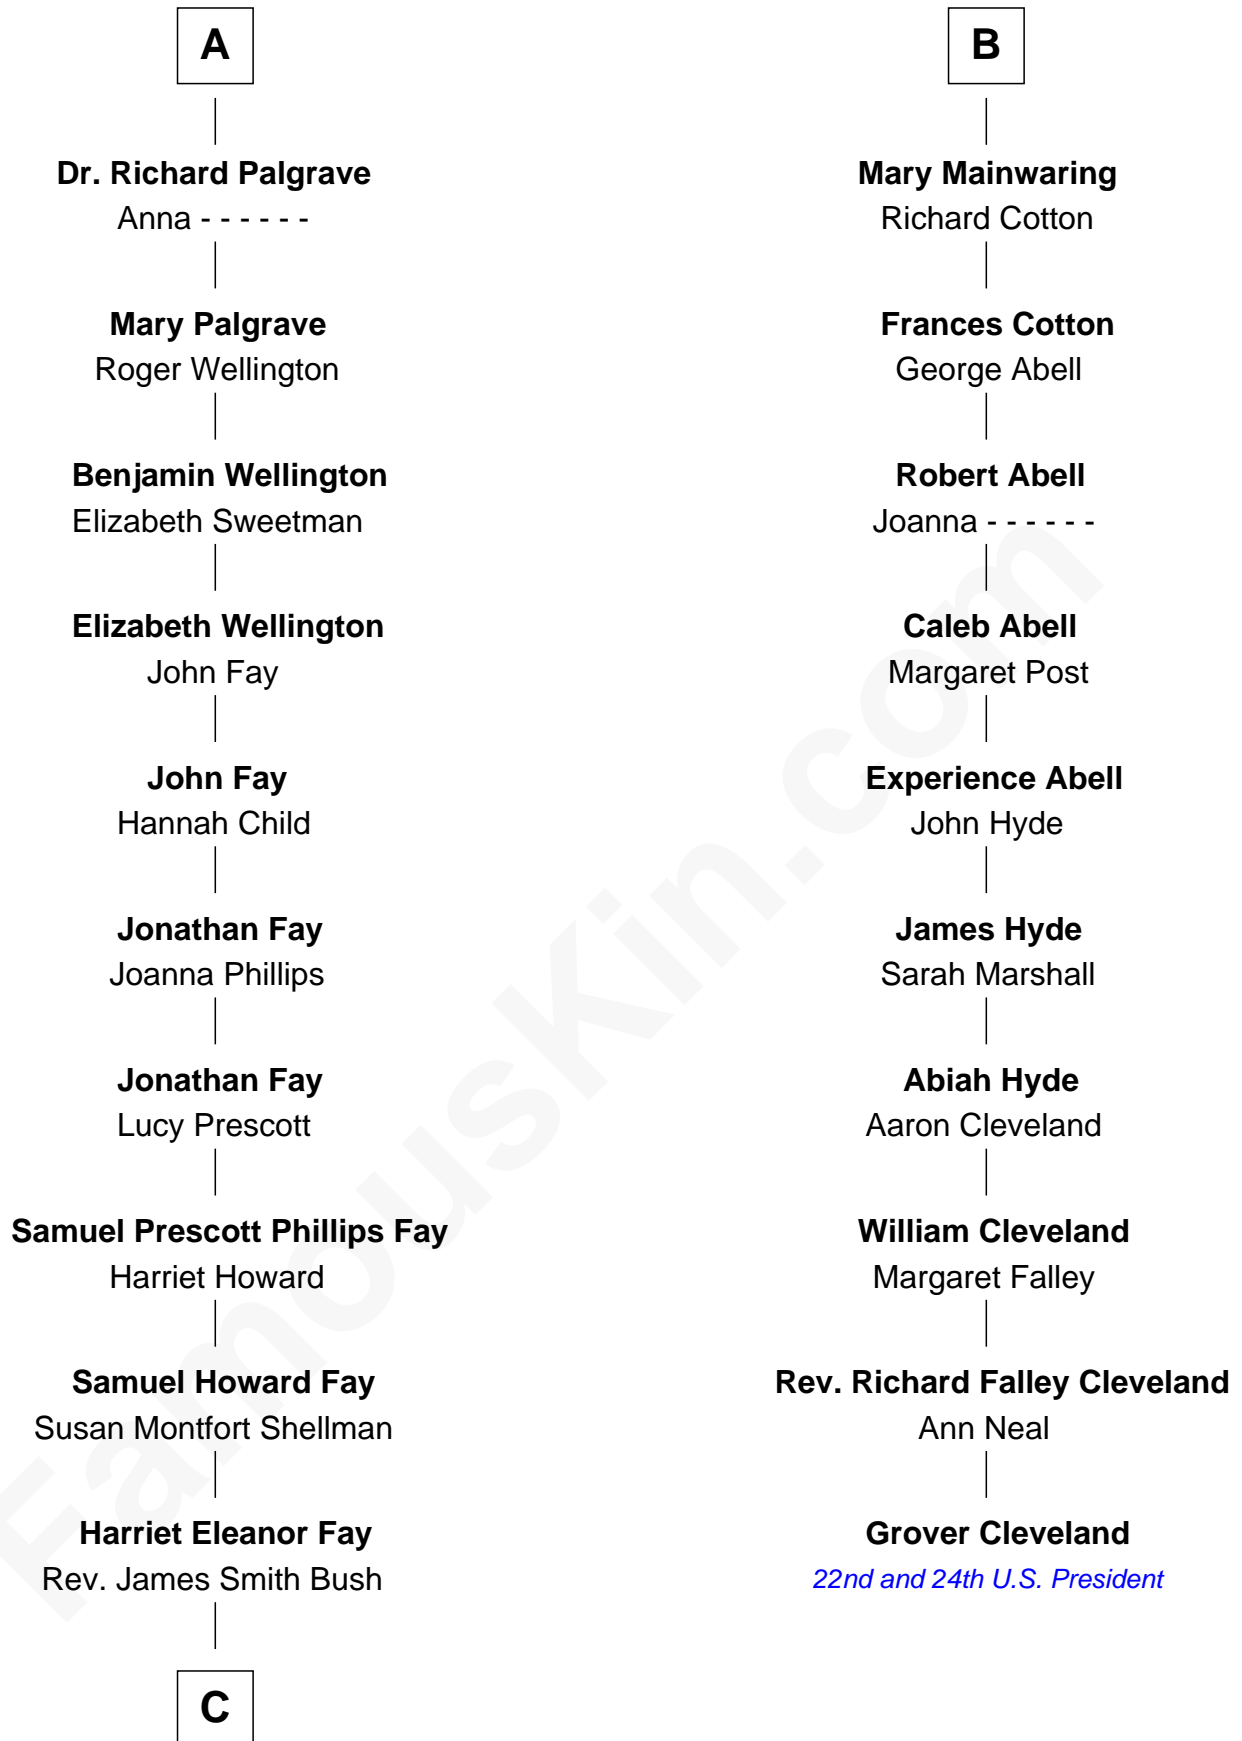 A
Dr. Richard Palgrave
Anna - - - - - -
Mary Palgrave
Roger Wellington
Benjamin Wellington
Elizabeth Sweetman
Elizabeth Wellington
John Fay
John Fay
Hannah Child
Jonathan Fay
Joanna Phillips
Jonathan Fay
Lucy Prescott
Samuel Prescott Phillips Fay
Harriet Howard
Samuel Howard Fay
Susan Montfort Shellman
Harriet Eleanor Fay
Rev. James Smith Bush
C
B
Mary Mainwaring
Richard Cotton
Frances Cotton
George Abell
Robert Abell
Joanna - - - - - -
Caleb Abell
Margaret Post
Experience Abell
John Hyde
James Hyde
Sarah Marshall
Abiah Hyde
Aaron Cleveland
William Cleveland
Margaret Falley
Rev. Richard Falley Cleveland
Ann Neal
Grover Cleveland
22nd and 24th U.S. President
FamousKin.com